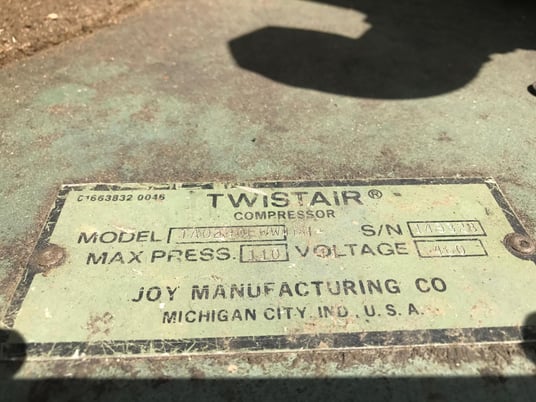 C1663832 0046
TWISTAIR®
COMPRESSOR
MODEL S/N
MAX PRESS. 110 VOLTAGE 460
JOY MANUFACTURING CO
MICHIGAN CITY, IND., U.S.A.